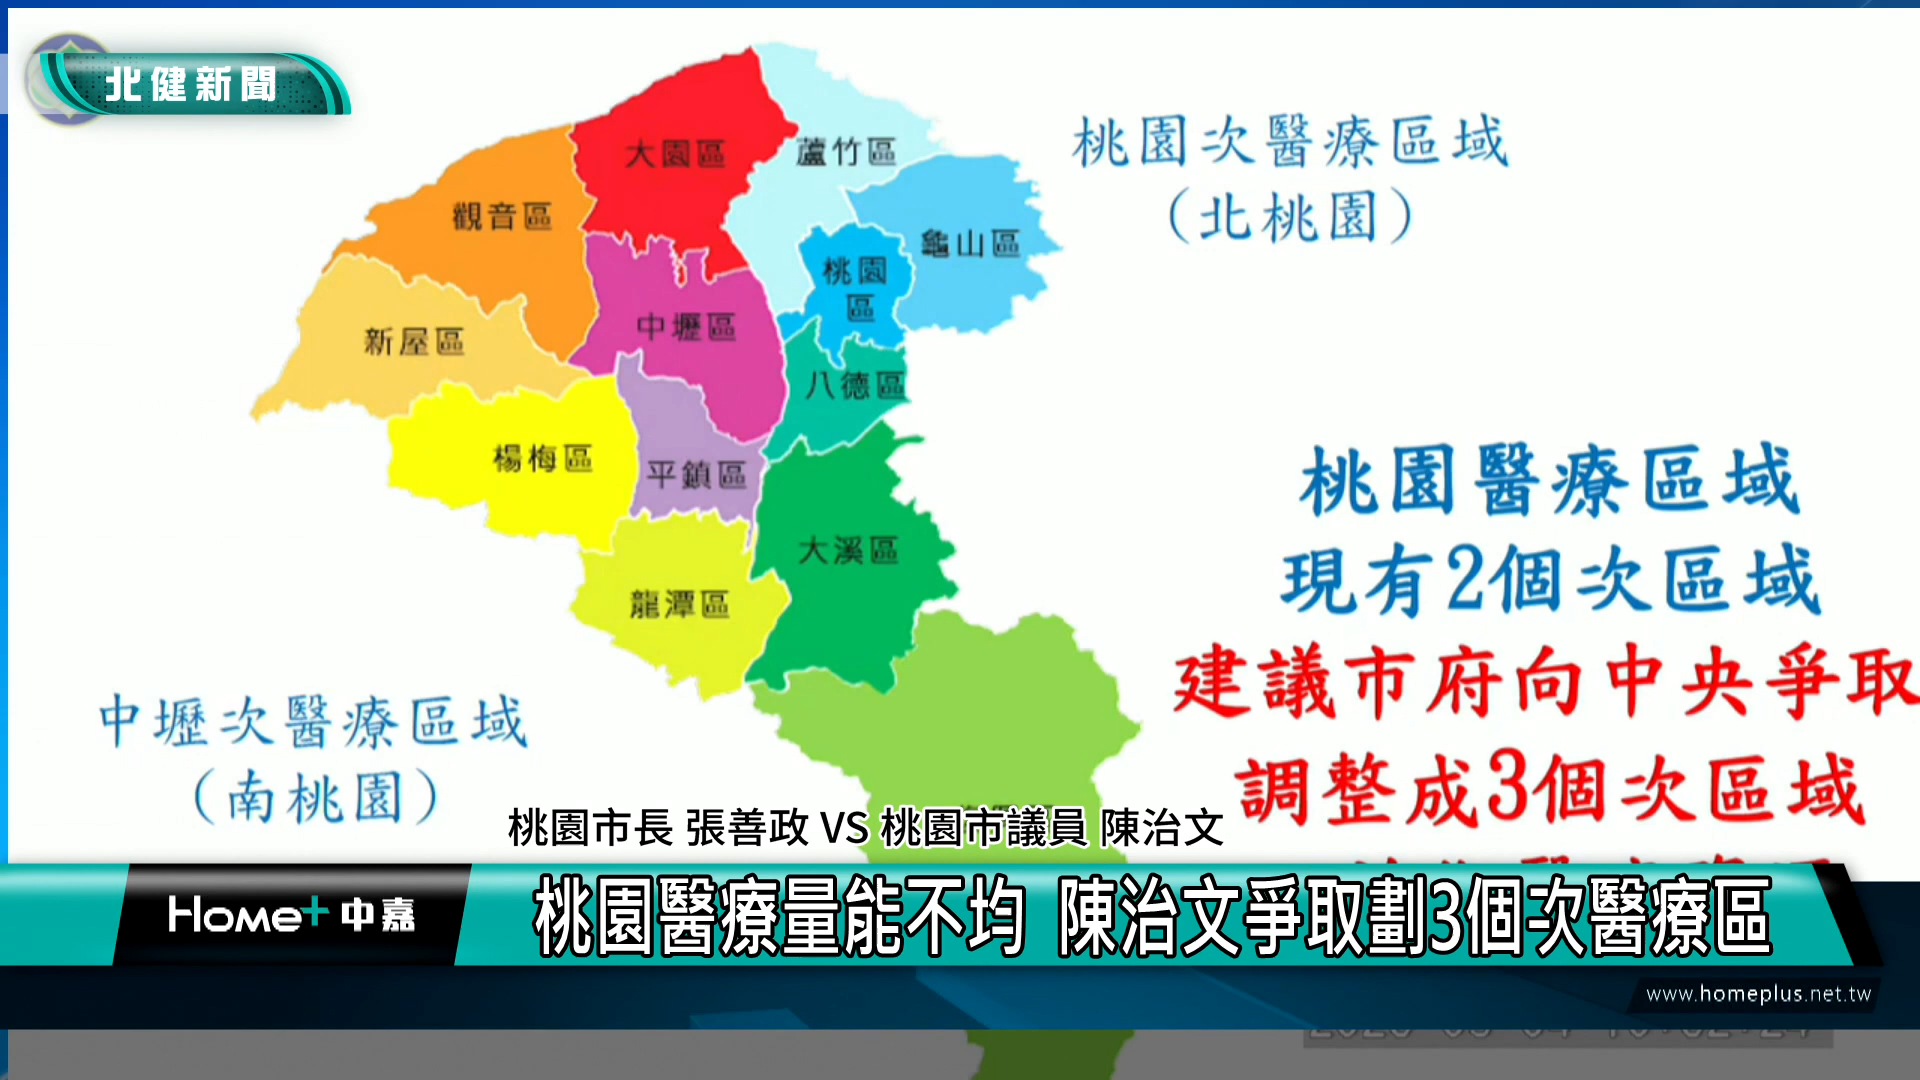 北健新聞
大園區
蘆竹區
觀音區
龜山區
桃園
區
新屋區
中壢區
八德區
楊梅區
平鎮區
大溪區
龍潭區
桃園次醫療區域
（北桃園）
桃園醫療區域
現有2個次區域
建議市府向中央爭取
調整成3個次區域
中壢次醫療區域
（南桃園）
桃園市長 張善政 VS 桃園市議員 陳治文
Home+ 中嘉
桃園醫療量能不均 陳治文爭取劃3個次醫療區
www.homeplus.net.tw